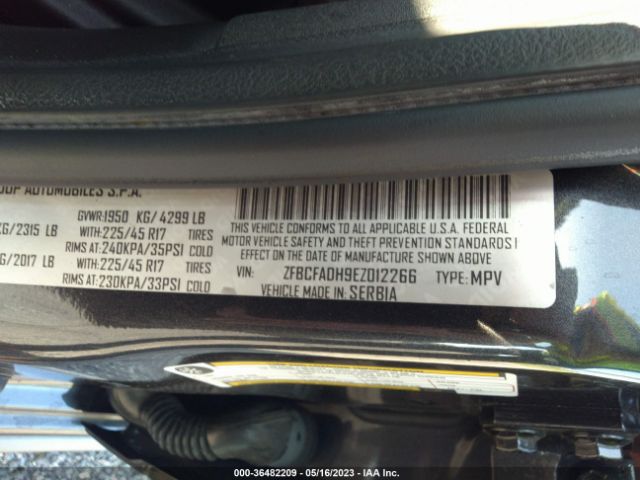 AUTOMOBILES S.P.A.
GVWR:1950 KG/ 4299 LB
KG/2315 LB WITH:225/45 R17 TIRES
RIMS AT:240KPA/35PSI COLD
KG/2017 LB WITH:225/45 R17 TIRES
RIMS AT:230KPA/33PSI COLD
THIS VEHICLE CONFORMS TO ALL APPLICABLE U.S.A. FEDERAL
MOTOR VEHICLE SAFETY, BUMPER, AND THEFT PREVENTION STANDARDS I
EFFECT ON THE DATE OF MANUFACTURE SHOWN ABOVE
VIN: ZFBCFADH9EZ012266 TYPE: MPV
VEHICLE MADE IN: SERBIA
000-36482209 - 05/16/2023 - IAA Inc.